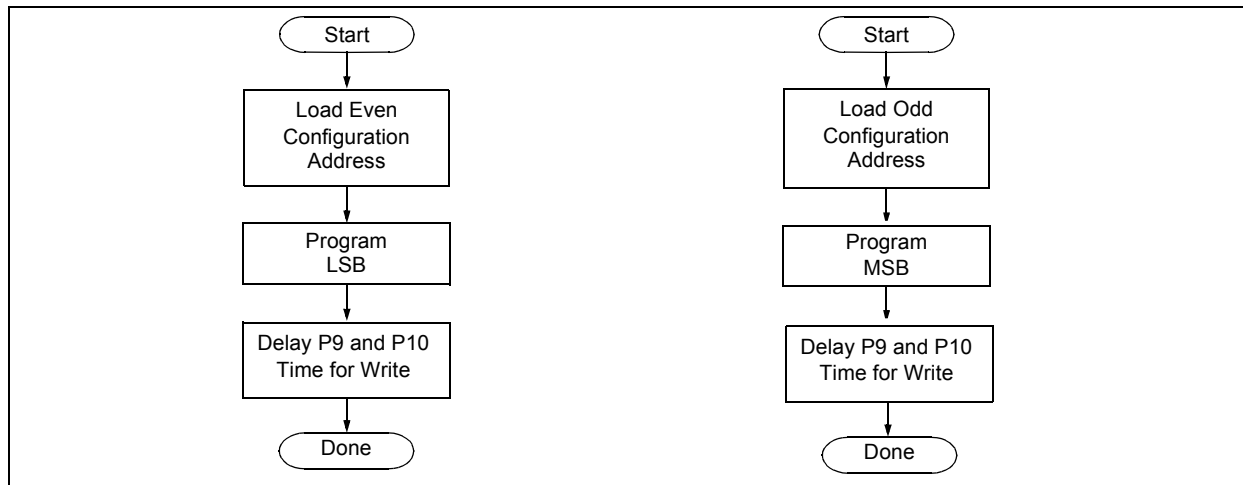 Start
Load Even
Configuration
Address
Program
LSB
Delay P9 and P10
Time for Write
Done
Start
Load Odd
Configuration
Address
Program
MSB
Delay P9 and P10
Time for Write
Done